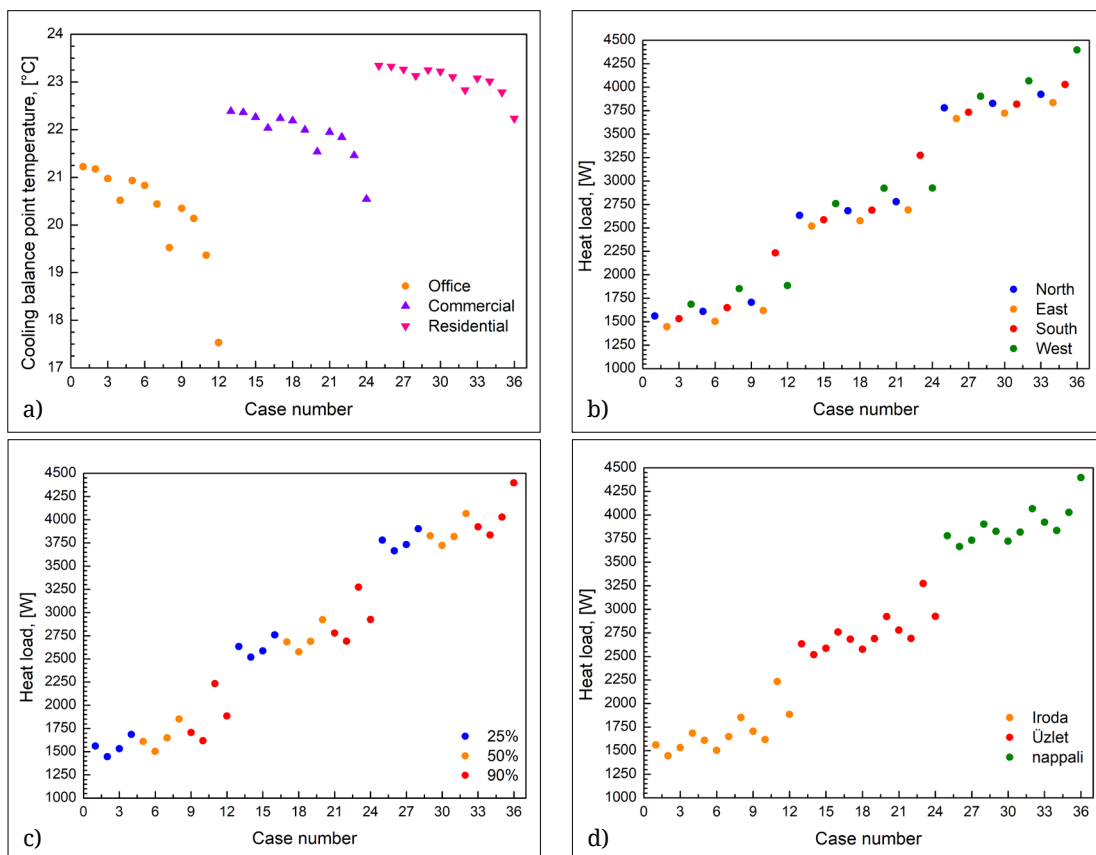 24
23
22
21
20
19
18
17
Cooling balance point temperature, [°C]
Office
Commercial
Residential
0 3 6 9 12 15 18 21 24 27 30 33 36
Case number
a)
4500
4250
4000
3750
3500
3250
3000
2750
2500
2250
2000
1750
1500
1250
1000
Heat load, [W]
North
East
South
West
0 3 6 9 12 15 18 21 24 27 30 33 36
Case number
b)
4500
4250
4000
3750
3500
3250
3000
2750
2500
2250
2000
1750
1500
1250
1000
Heat load, [W]
25%
50%
90%
0 3 6 9 12 15 18 21 24 27 30 33 36
Case number
c)
4500
4250
4000
3750
3500
3250
3000
2750
2500
2250
2000
1750
1500
1250
1000
Heat load, [W]
Iroda
Üzlet
nappali
0 3 6 9 12 15 18 21 24 27 30 33 36
Case number
d)